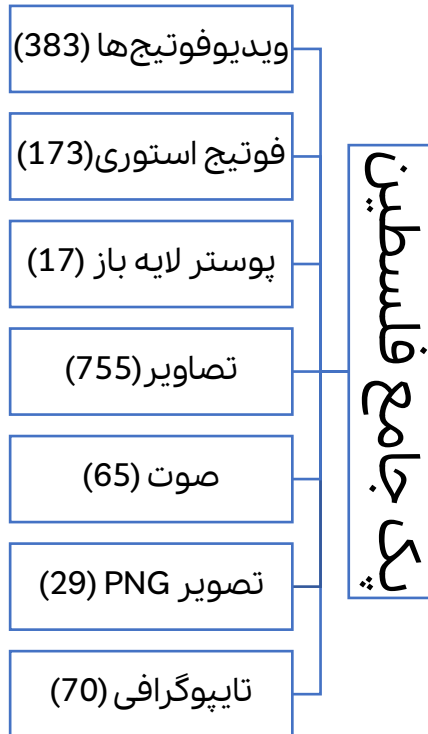 پک جامع فلسطین
ویدیوفوتیج‌ها (383)
فوتیج استوری(173)
پوستر لایه باز (17)
تصاویر(755)
صوت (65)
تصویر PNG (29)
تایپوگرافی (70)